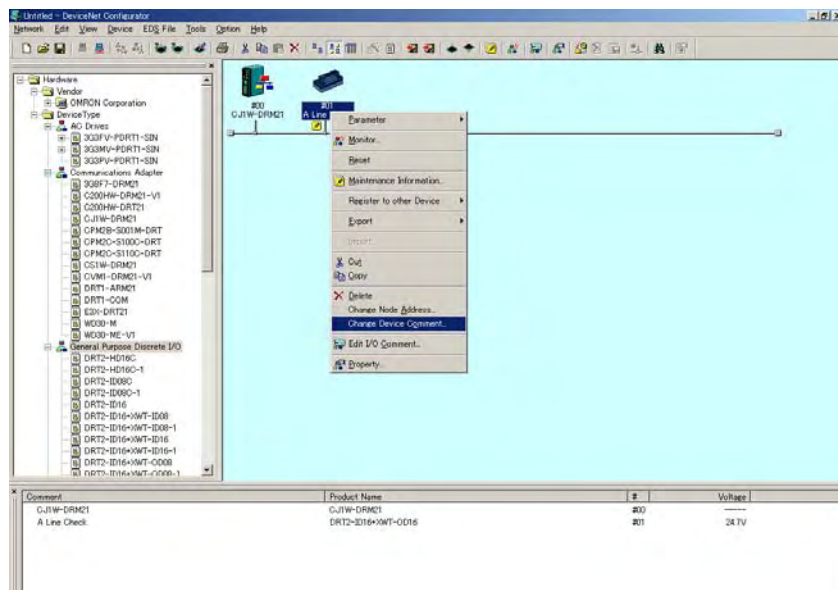 Untitled - DeviceNet Configurator
Network Edit View Device EDS File Tools Option Help
Hardware
Vendor
OMRON Corporation
DeviceType
AC Drives
3G3FV-PDRT1-SIN
3G3MV-PDRT1-SIN
3G3PV-PDRT1-SIN
Communications Adapter
3G8F7-DRM21
C200HW-DRM21-V1
C200HW-DRT21
CJ1W-DRM21
CPM2B-S001M-DRT
CPM2C-S100C-DRT
CPM2C-S110C-DRT
CS1W-DRM21
CVM1-DRM21-V1
DRT1-ARM21
DRT1-COM
E3X-DRT21
WD30-M
WD30-ME-V1
General Purpose Discrete I/O
DRT2-HD16C
DRT2-HD16C-1
DRT2-ID08C
DRT2-ID08C-1
DRT2-ID16
DRT2-ID16+XWT-ID08
DRT2-ID16+XWT-ID08-1
DRT2-ID16+XWT-ID16
DRT2-ID16+XWT-ID16-1
DRT2-ID16+XWT-OD08
DRT2-ID16+XWT-OD08-1
#00
CJ1W-DRM21
#01
A Line
Parameter
Monitor...
Reset
Maintenance Information...
Register to other Device
Export
Import...
Cut
Copy
Delete
Change Node Address...
Change Device Comment...
Edit I/O Comment...
Property...
Comment Product Name # Voltage
CJ1W-DRM21 CJ1W-DRM21 #00 -----
A Line Check DRT2-ID16+XWT-OD16 #01 24.7V